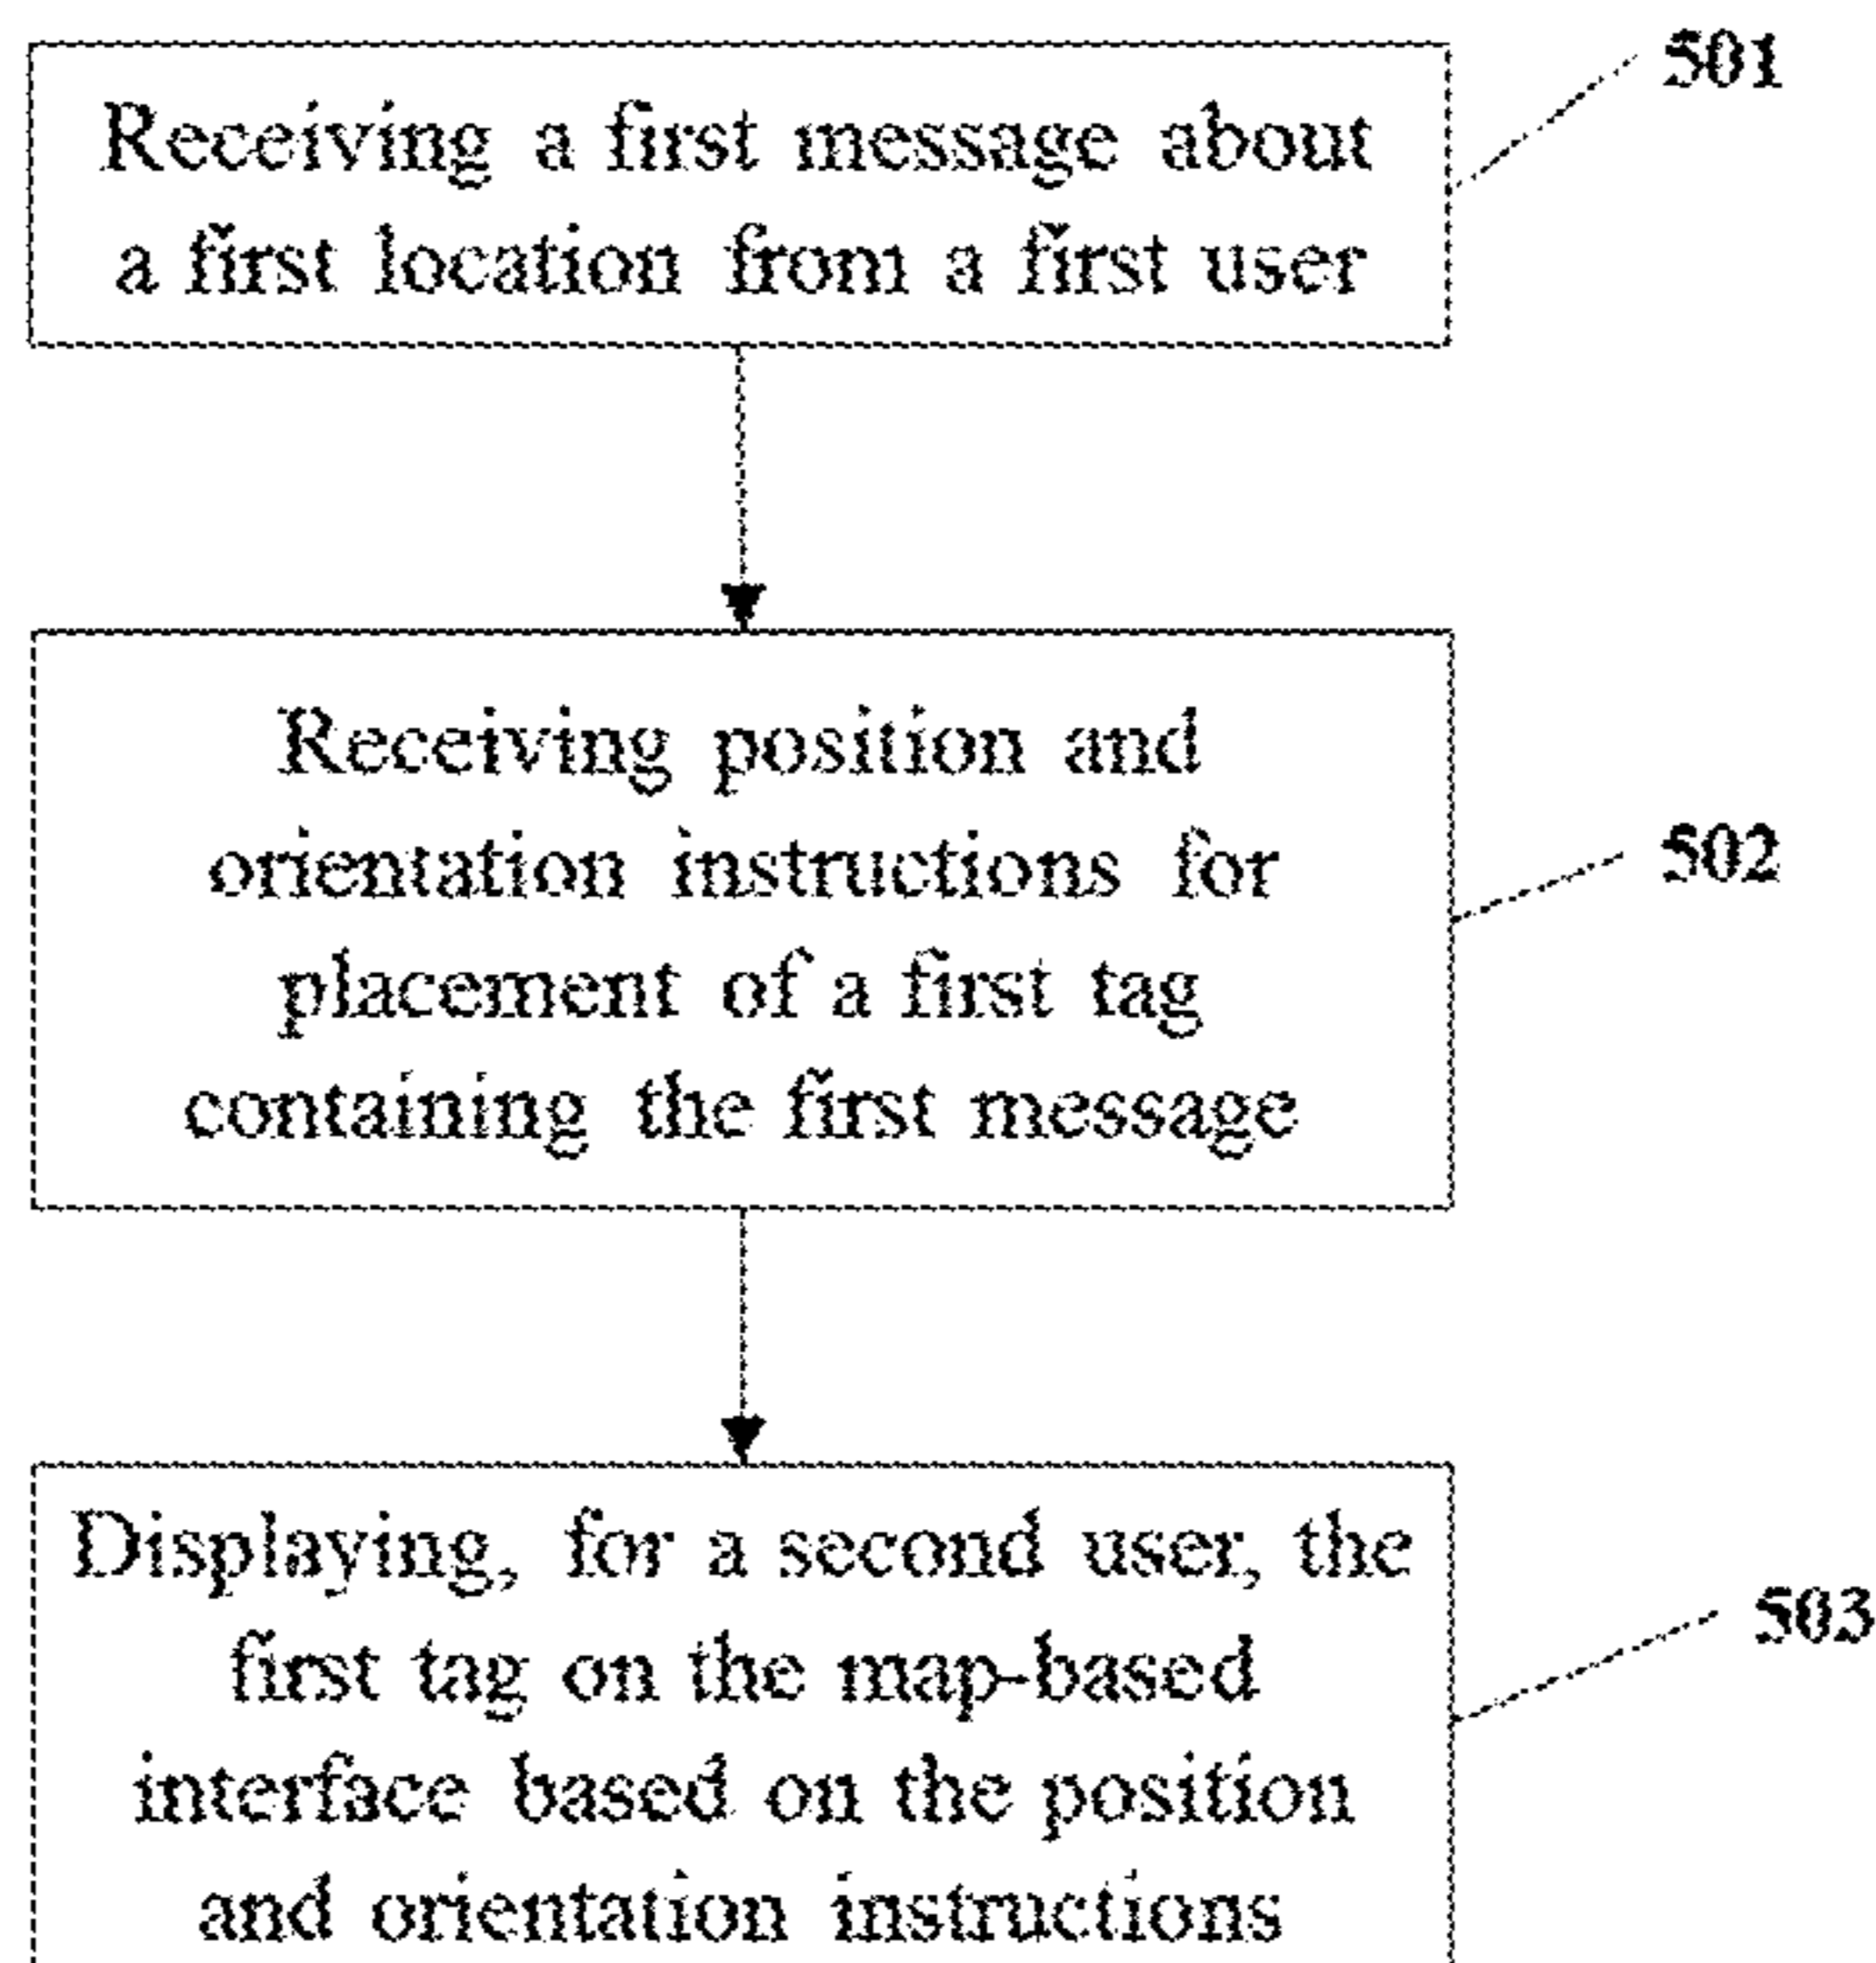 501
Receiving a first message about
a first location from a first user
Receiving position and
orientation instructions for
placement of a first tag
containing the first message
502
Displaying, for a second user, the
first tag on the map-based
interface based on the position
and orientation instructions
503